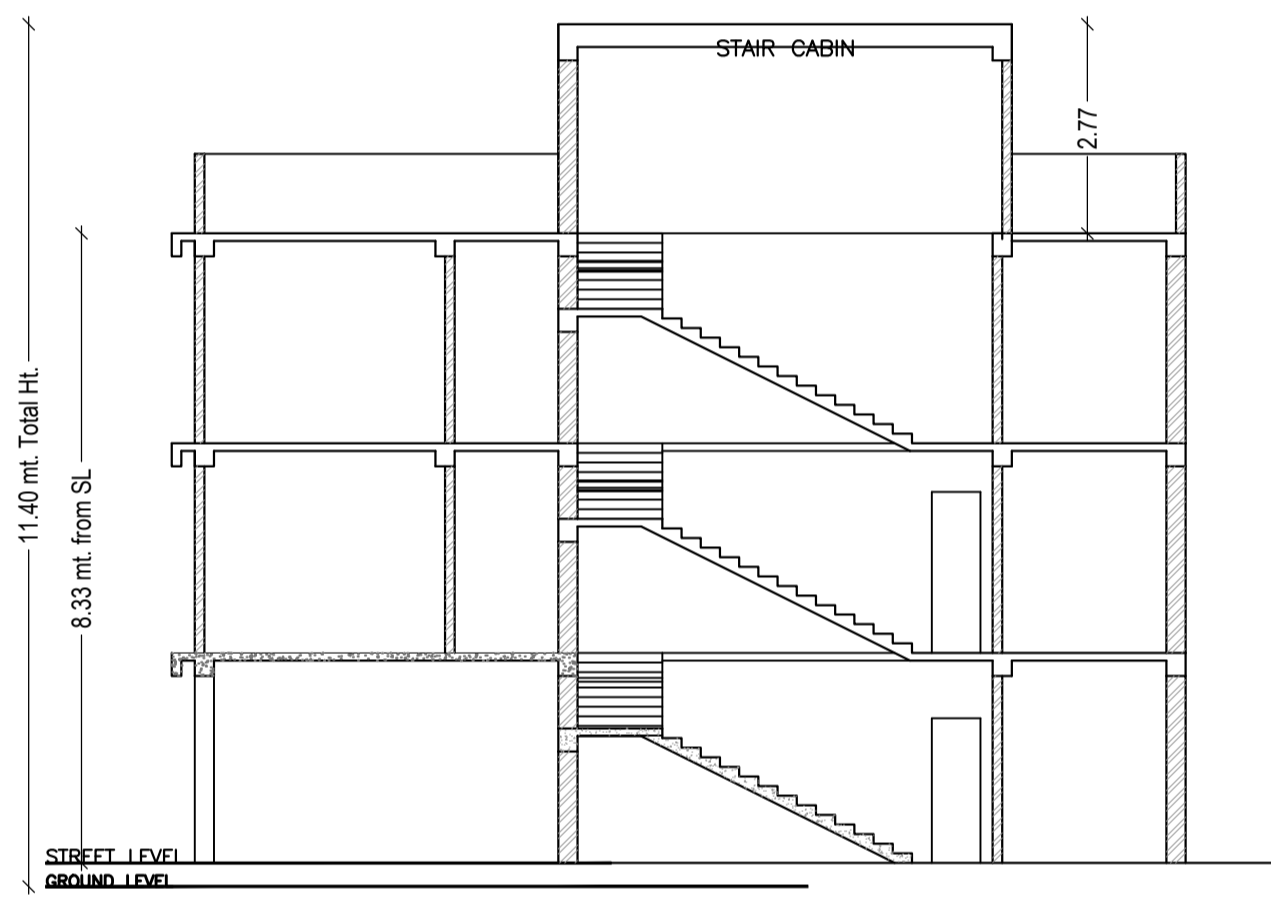 STAIR CABIN
2.77
11.40 mt. Total Ht.
8.33 mt. from SL
STREET LEVEL
GROUND LEVEL